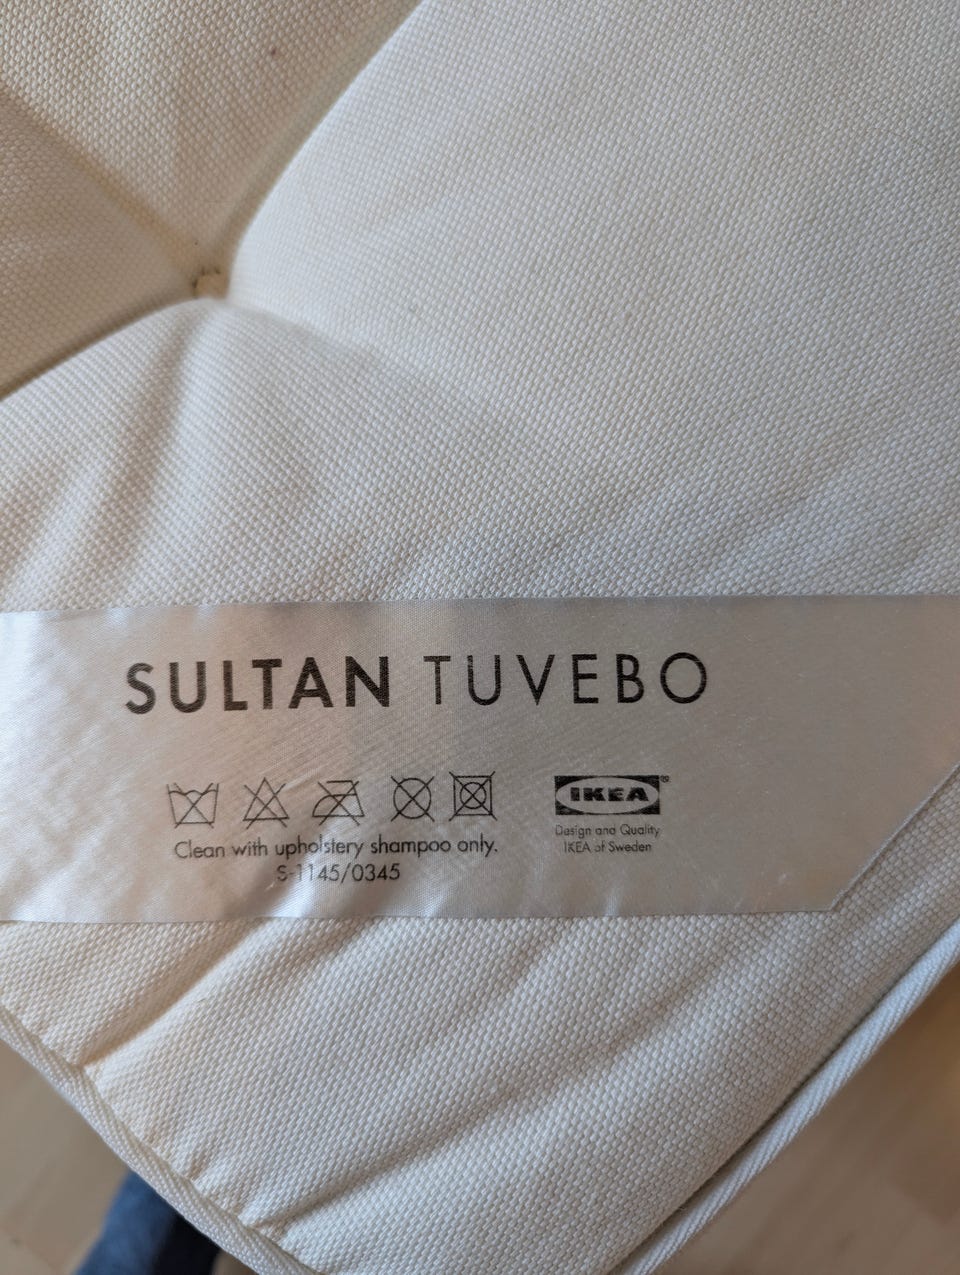 SULTAN TUVEBO
IKEA®
Design and Quality
IKEA of Sweden
Clean with upholstery shampoo only.
S-1145/0345